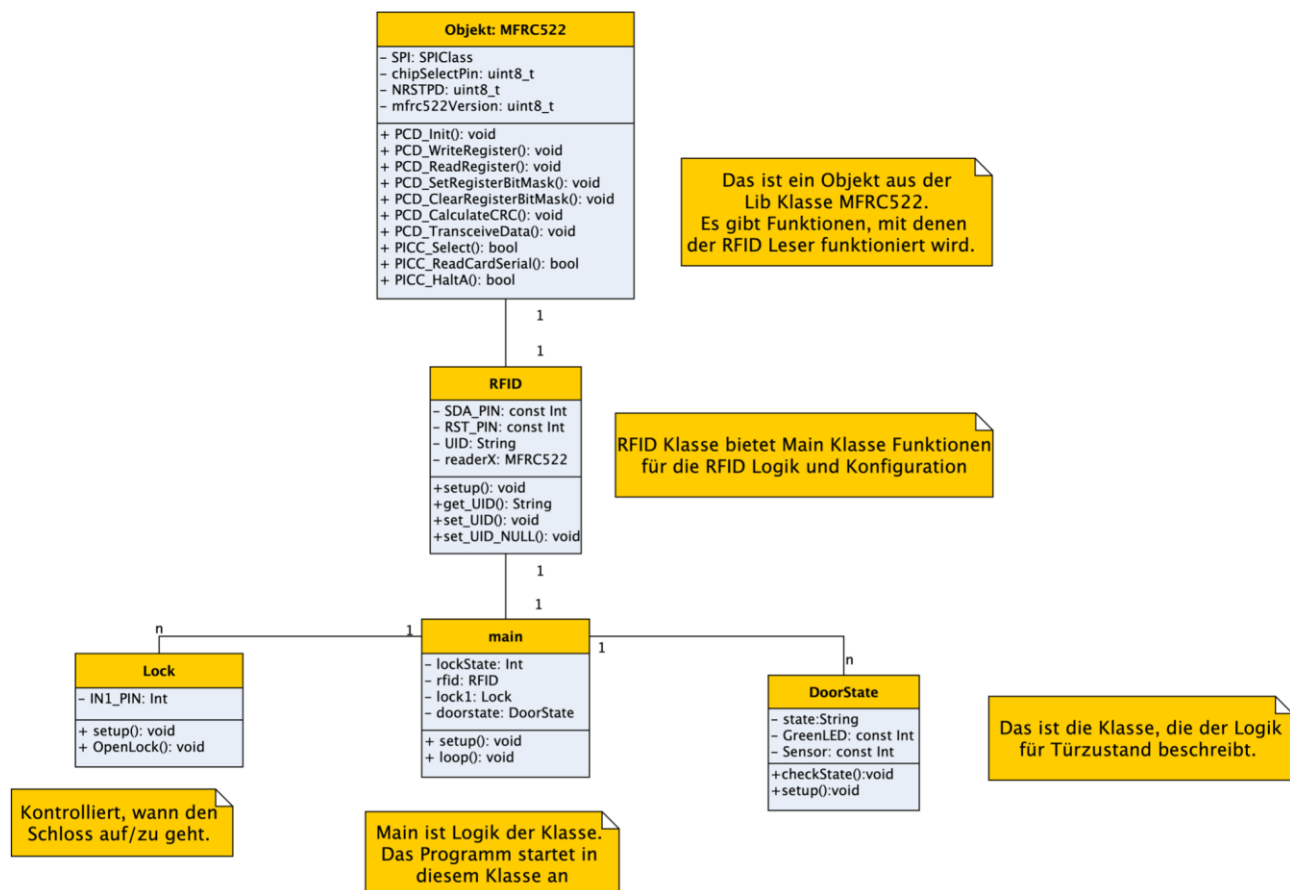 Objekt: MFRC522
– SPI: SPIClass
– chipSelectPin: uint8_t
– NRSTPD: uint8_t
– mfrc522Version: uint8_t
+ PCD_Init(): void
+ PCD_WriteRegister(): void
+ PCD_ReadRegister(): void
+ PCD_SetRegisterBitMask(): void
+ PCD_ClearRegisterBitMask(): void
+ PCD_CalculateCRC(): void
+ PCD_TransceiveData(): void
+ PICC_Select(): bool
+ PICC_ReadCardSerial(): bool
+ PICC_HaltA(): bool
Das ist ein Objekt aus der
Lib Klasse MFRC522.
Es gibt Funktionen, mit denen
der RFID Leser funktioniert wird.
1
1
RFID
– SDA_PIN: const Int
– RST_PIN: const Int
– UID: String
– readerX: MFRC522
+setup(): void
+get_UID(): String
+set_UID(): void
+set_UID_NULL(): void
RFID Klasse bietet Main Klasse Funktionen
für die RFID Logik und Konfiguration
1
1
n
1
main
– lockState: Int
– rfid: RFID
– lock1: Lock
– doorstate: DoorState
+ setup(): void
+ loop(): void
1
n
Lock
– IN1_PIN: Int
+ setup(): void
+ OpenLock(): void
DoorState
– state:String
– GreenLED: const Int
– Sensor: const Int
+checkState():void
+setup():void
Das ist die Klasse, die der Logik
für Türzustand beschreibt.
Kontrolliert, wann den
Schloss auf/zu geht.
Main ist Logik der Klasse.
Das Programm startet in
diesem Klasse an